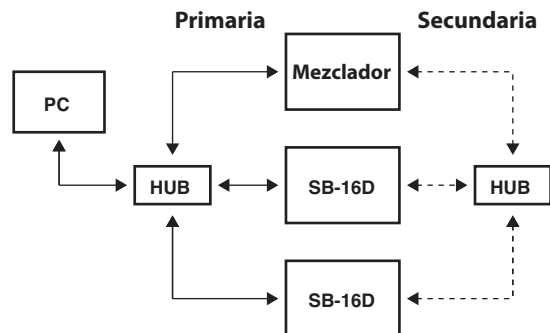 Primaria
Secundaria
Mezclador
PC
HUB
SB-16D
HUB
SB-16D